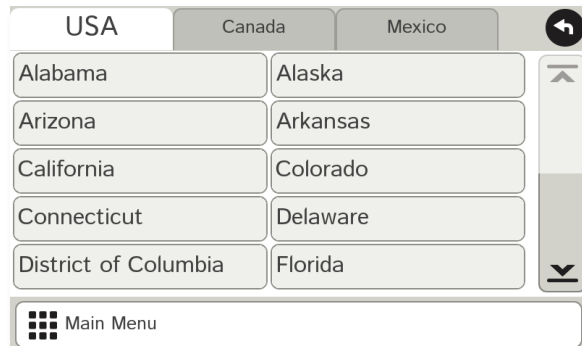 USA Canada Mexico
Alabama Alaska
Arizona Arkansas
California Colorado
Connecticut Delaware
District of Columbia Florida
Main Menu